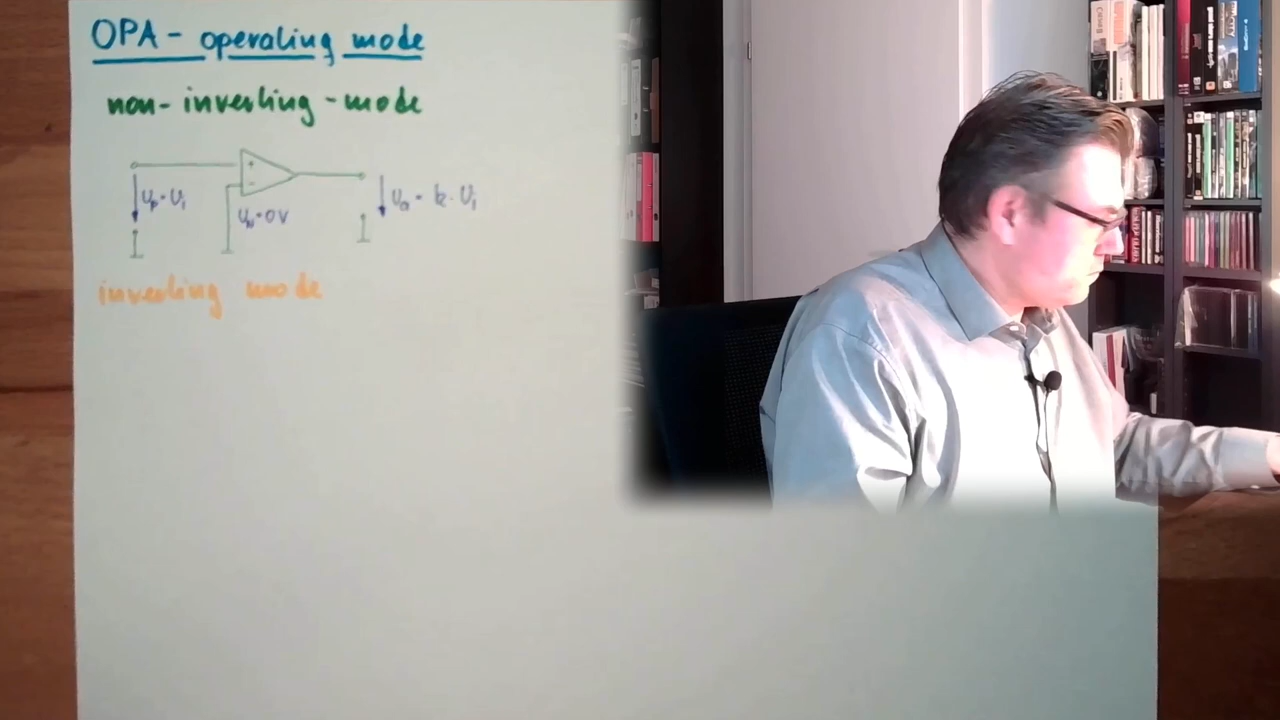 OPA - operating mode
non-inverting-mode
+
-
Up = U1
UN = 0V
Ua = k · U1
inverting mode